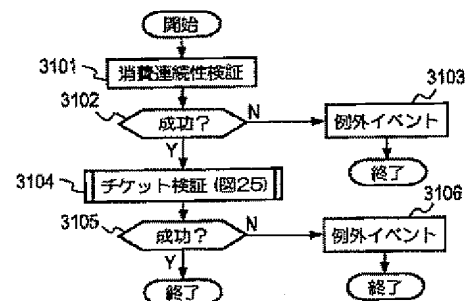 開始
3101
消費連続性検証
3102
成功?
N
3103
例外イベント
終了
Y
3104
チケット検証(図25)
3105
成功?
N
3106
例外イベント
終了
Y
終了